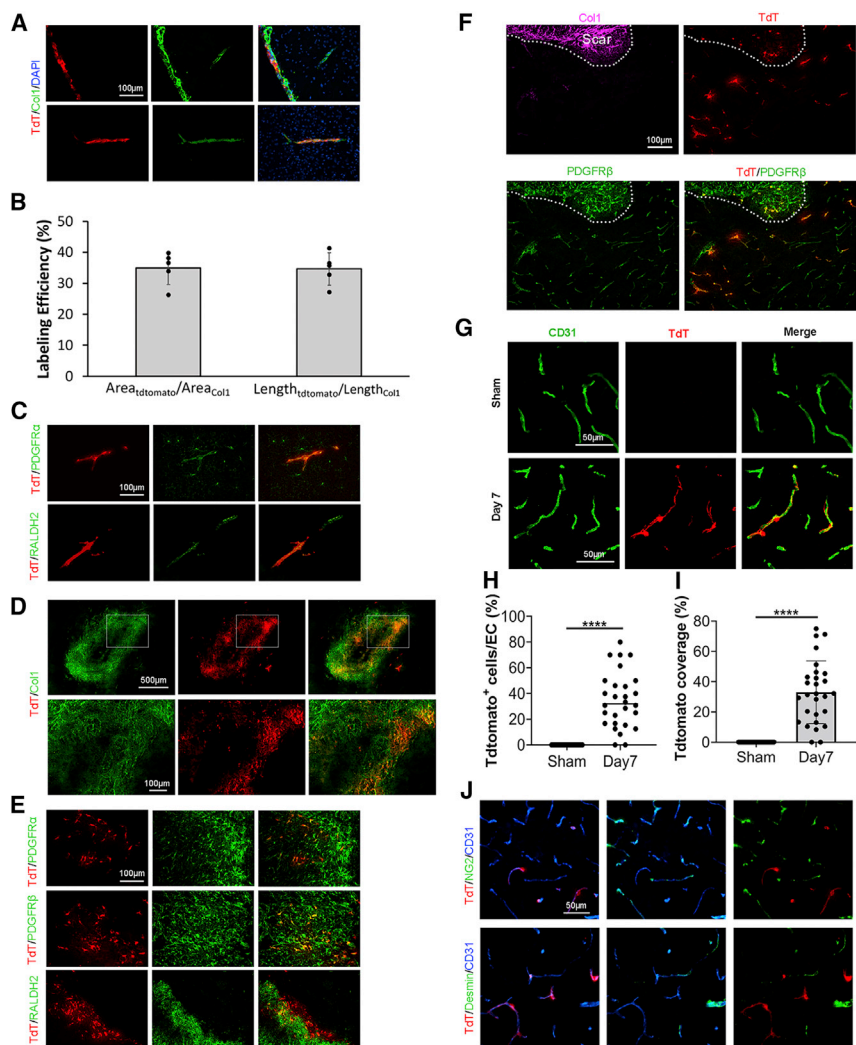 A
TdT/Col1/DAPI
100μm
B
Labeling Efficiency (%)
50
40
30
20
10
0
Areatdtomato/AreaCol1
Lengthtdtomato/LengthCol1
C
TdT/PDGFRα
100μm
TdT/RALDH2
D
TdT/Col1
500μm
100μm
E
TdT/PDGFRα
100μm
TdT/PDGFRβ
TdT/RALDH2
F
Col1
TdT
Scar
100μm
PDGFRβ
TdT/PDGFRβ
G
CD31
TdT
Merge
Sham
50μm
Day 7
50μm
H
Tdtomato+ cells/EC (%)
100
80
60
40
20
0
****
Sham
Day7
I
Tdtomato coverage (%)
80
60
40
20
0
****
Sham
Day7
J
TdT/NG2/CD31
50μm
TdT/Desmin/CD31